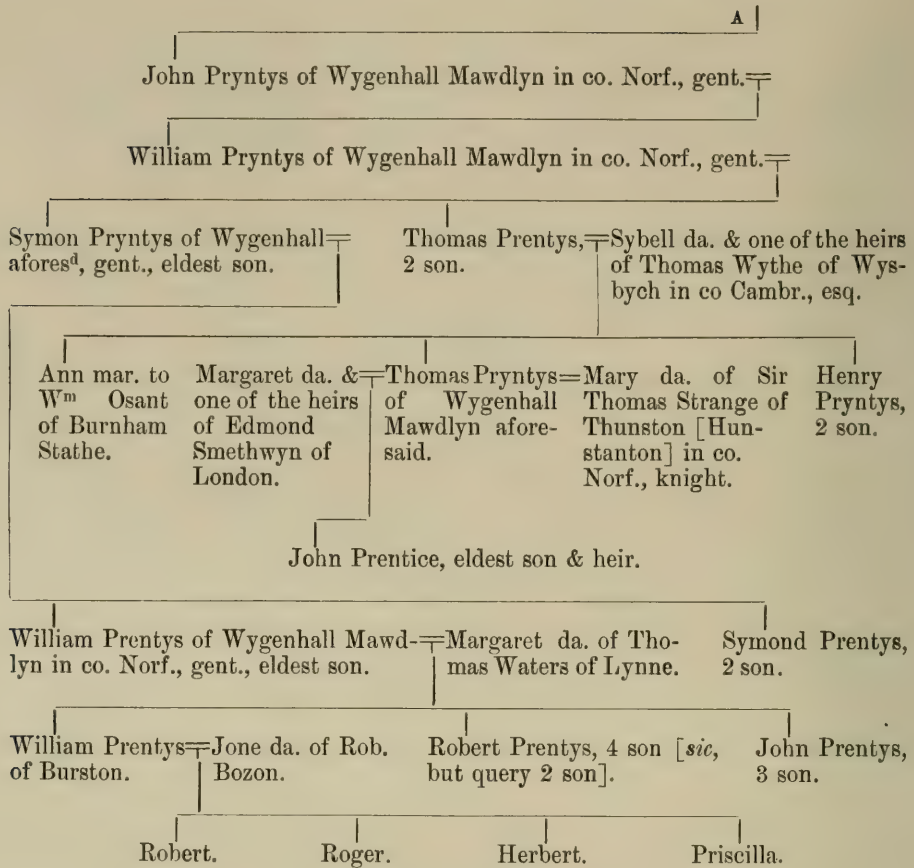 A
John Pryntys of Wygenhall Mawdlyn in co. Norf., gent.
William Pryntys of Wygenhall Mawdlyn in co. Norf., gent.
Symon Pryntys of Wygenhall
afores^d, gent., eldest son.
Thomas Prentys,
2 son.
Sybell da. & one of the heirs
of Thomas Wythe of Wys-
bych in co Cambr., esq.
Ann mar. to
W^m Osant
of Burnham
Stathe.
Margaret da. &
one of the heirs
of Edmond
Smethwyn of
London.
Thomas Pryntys
of Wygenhall
Mawdlyn afore-
said.
Mary da. of Sir
Thomas Strange of
Thunston [Hun-
stanton] in co.
Norf., knight.
Henry
Pryntys,
2 son.
John Prentice, eldest son & heir.
William Prentys of Wygenhall Mawd-
lyn in co. Norf., gent., eldest son.
Margaret da. of Tho-
mas Waters of Lynne.
Symond Prentys,
2 son.
William Prentys
of Burston.
Jone da. of Rob.
Bozon.
Robert Prentys, 4 son [sic,
but query 2 son].
John Prentys,
3 son.
Robert. Roger. Herbert. Priscilla.